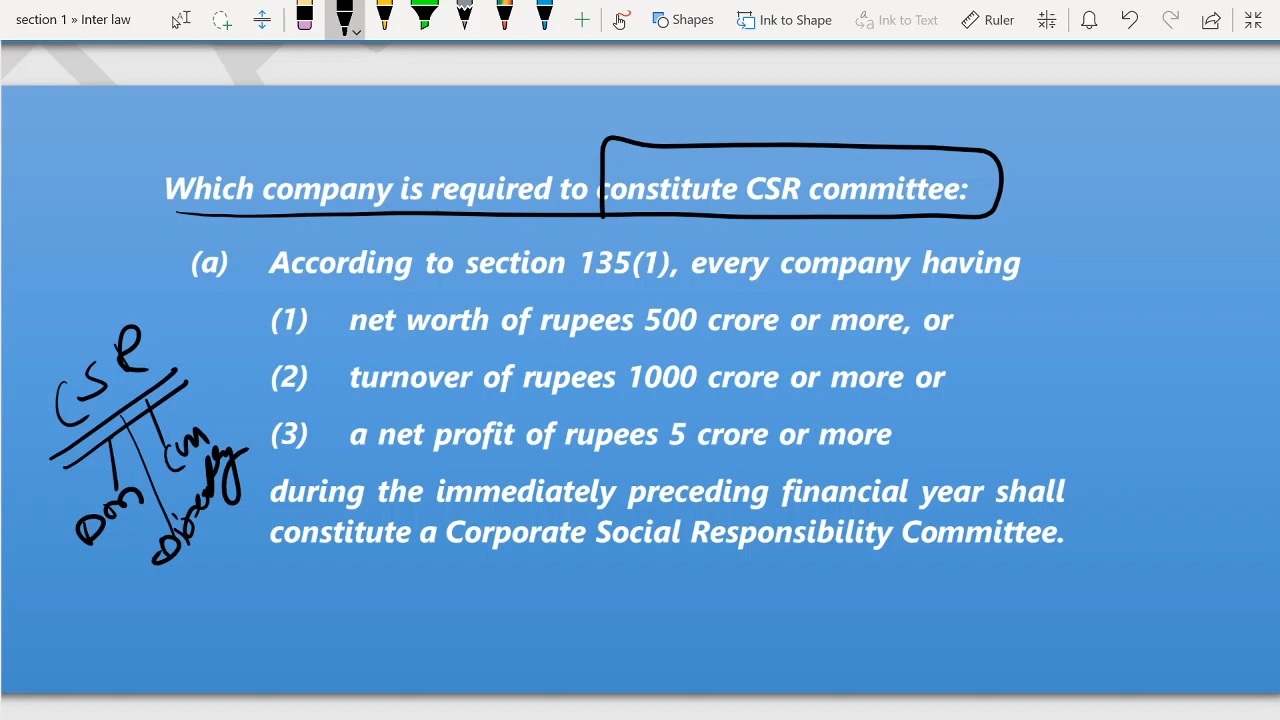 section 1 » Inter law
Shapes
Ink to Shape
Ink to Text
Ruler
Which company is required to constitute CSR committee:
(a) According to section 135(1), every company having
(1) net worth of rupees 500 crore or more, or
(2) turnover of rupees 1000 crore or more or
(3) a net profit of rupees 5 crore or more
during the immediately preceding financial year shall
constitute a Corporate Social Responsibility Committee.
CSR
Don
Directly